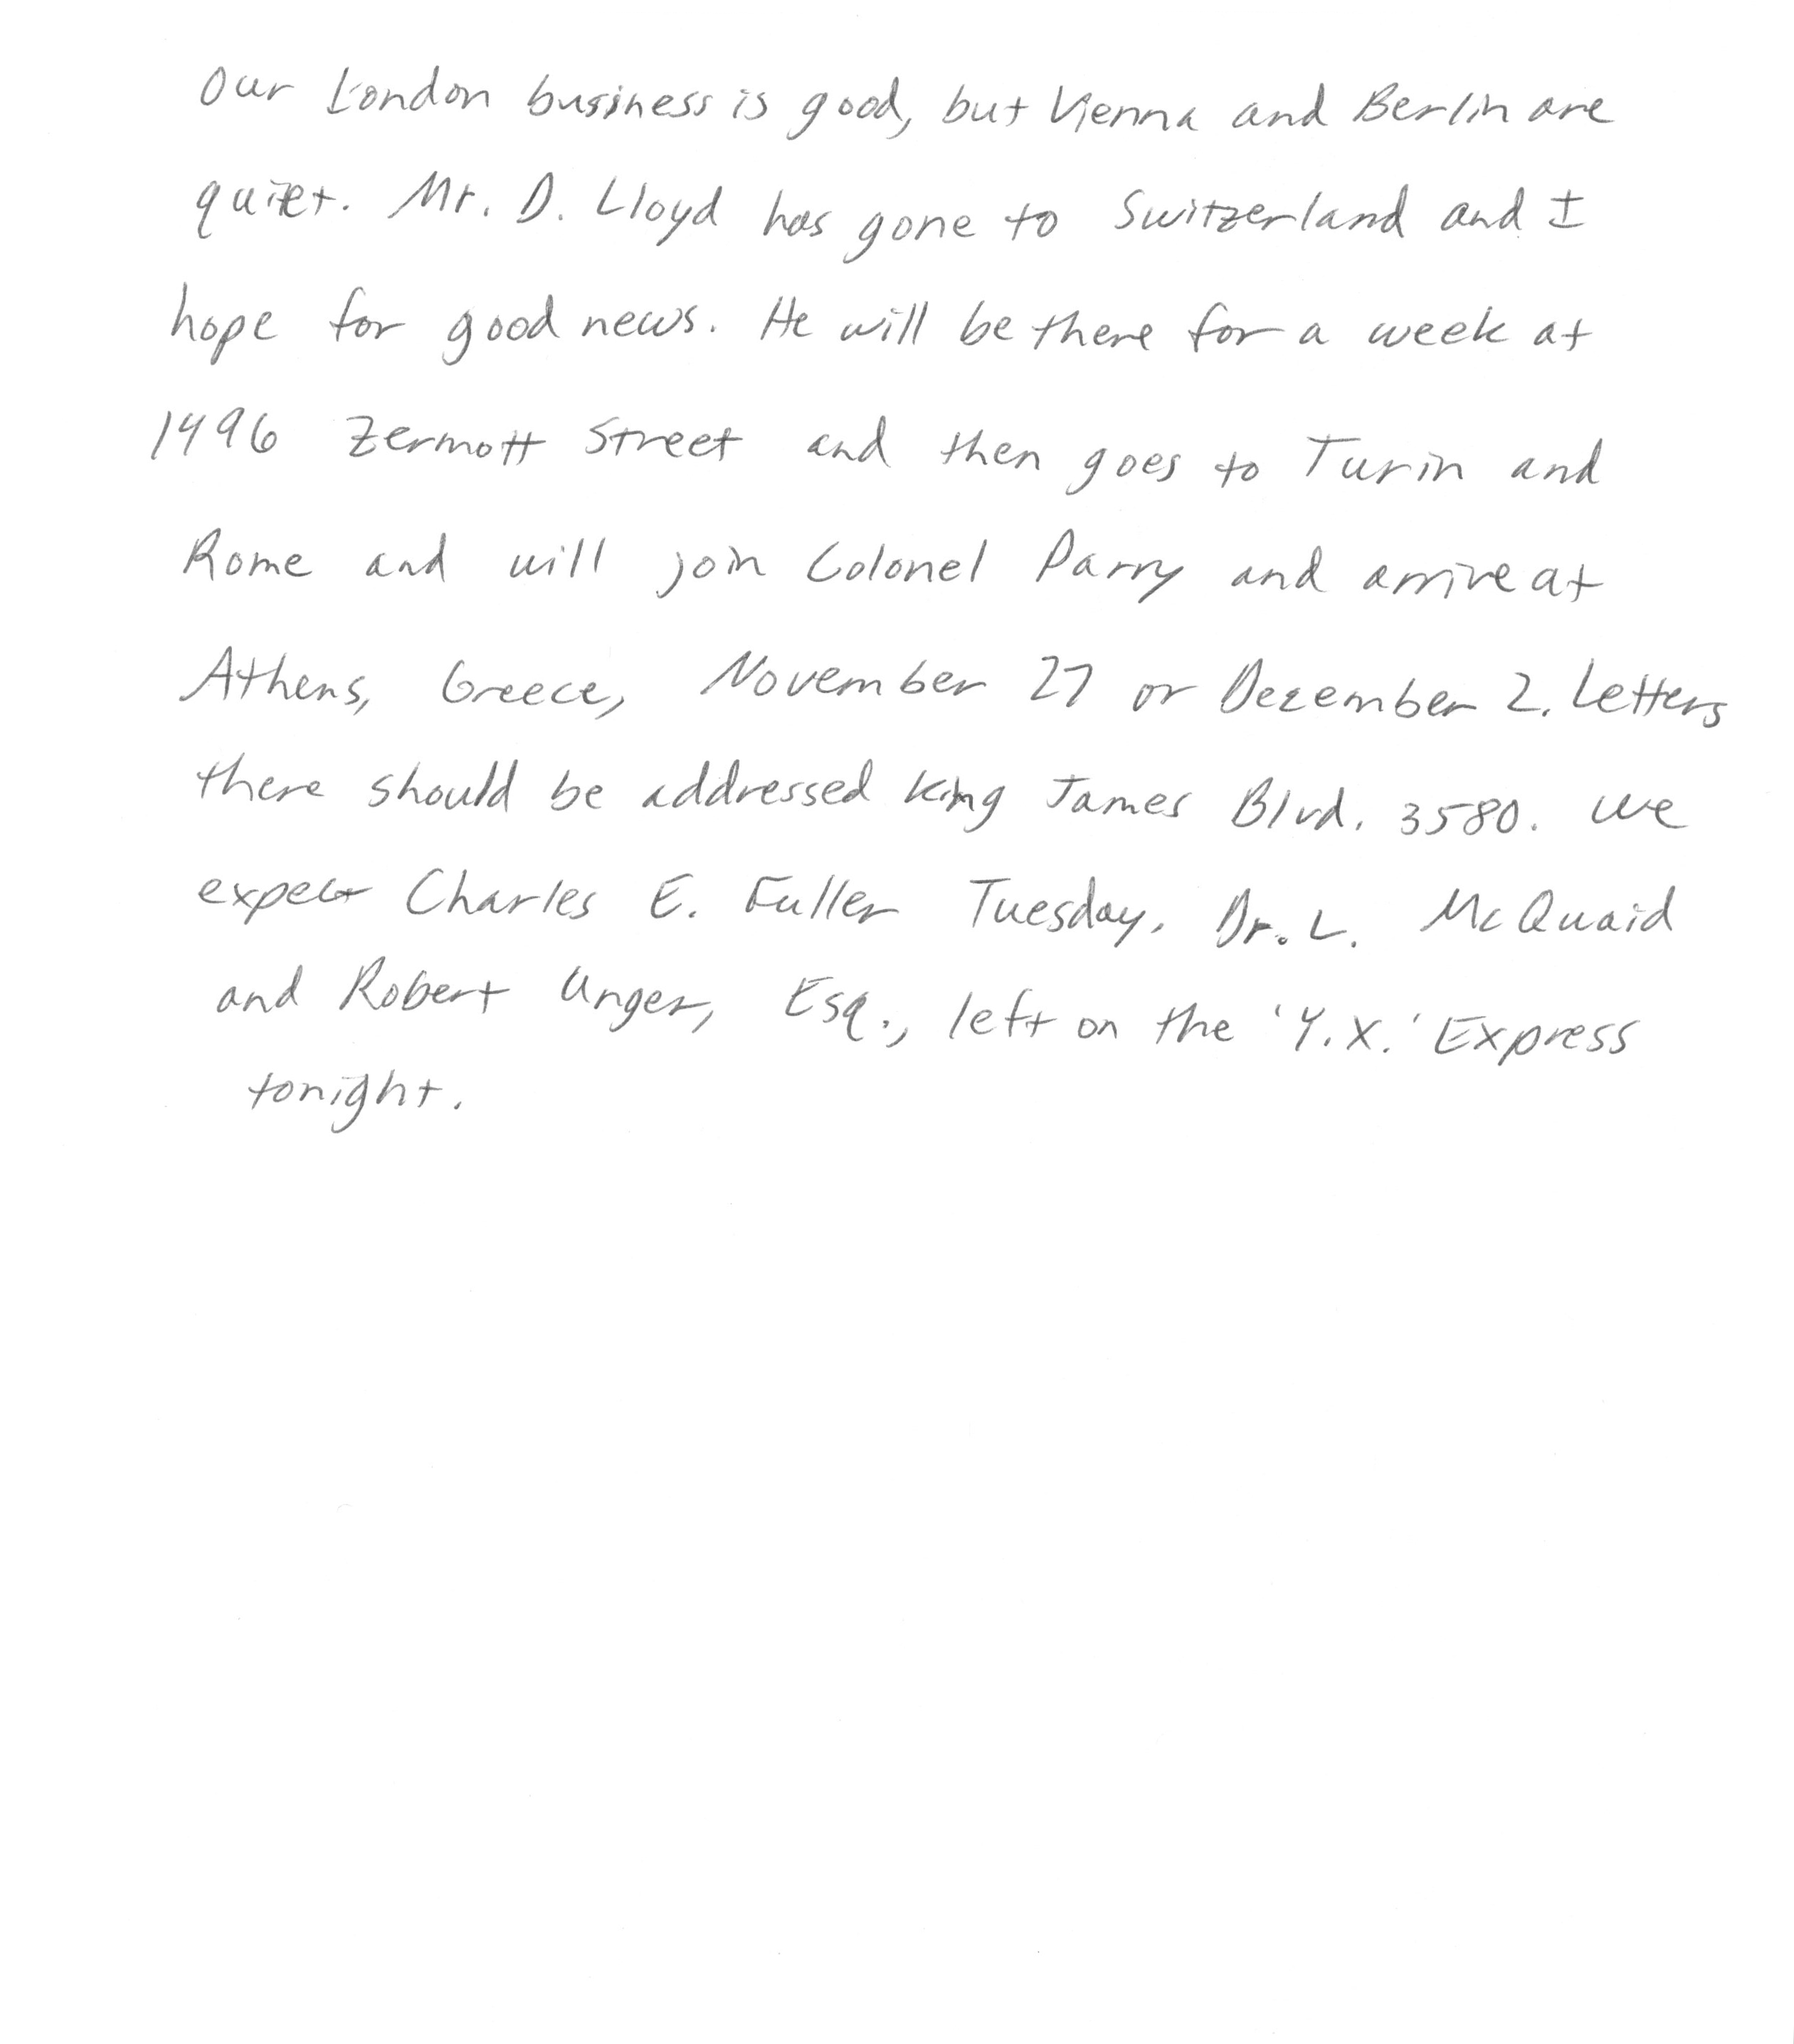 Our London business is good, but Vienna and Berlin are
quiet. Mr. D. Lloyd has gone to Switzerland and I
hope for good news. He will be there for a week at
1496 Zermott Street and then goes to Turin and
Rome and will join Colonel Parry and arrive at
Athens, Greece, November 27 or December 2. Letters
there should be addressed King James Blvd. 3580. We
expect Charles E. Fuller Tuesday, Dr. L. McQuaid
and Robert Unger, Esq., left on the 'Y.X.' Express
tonight.